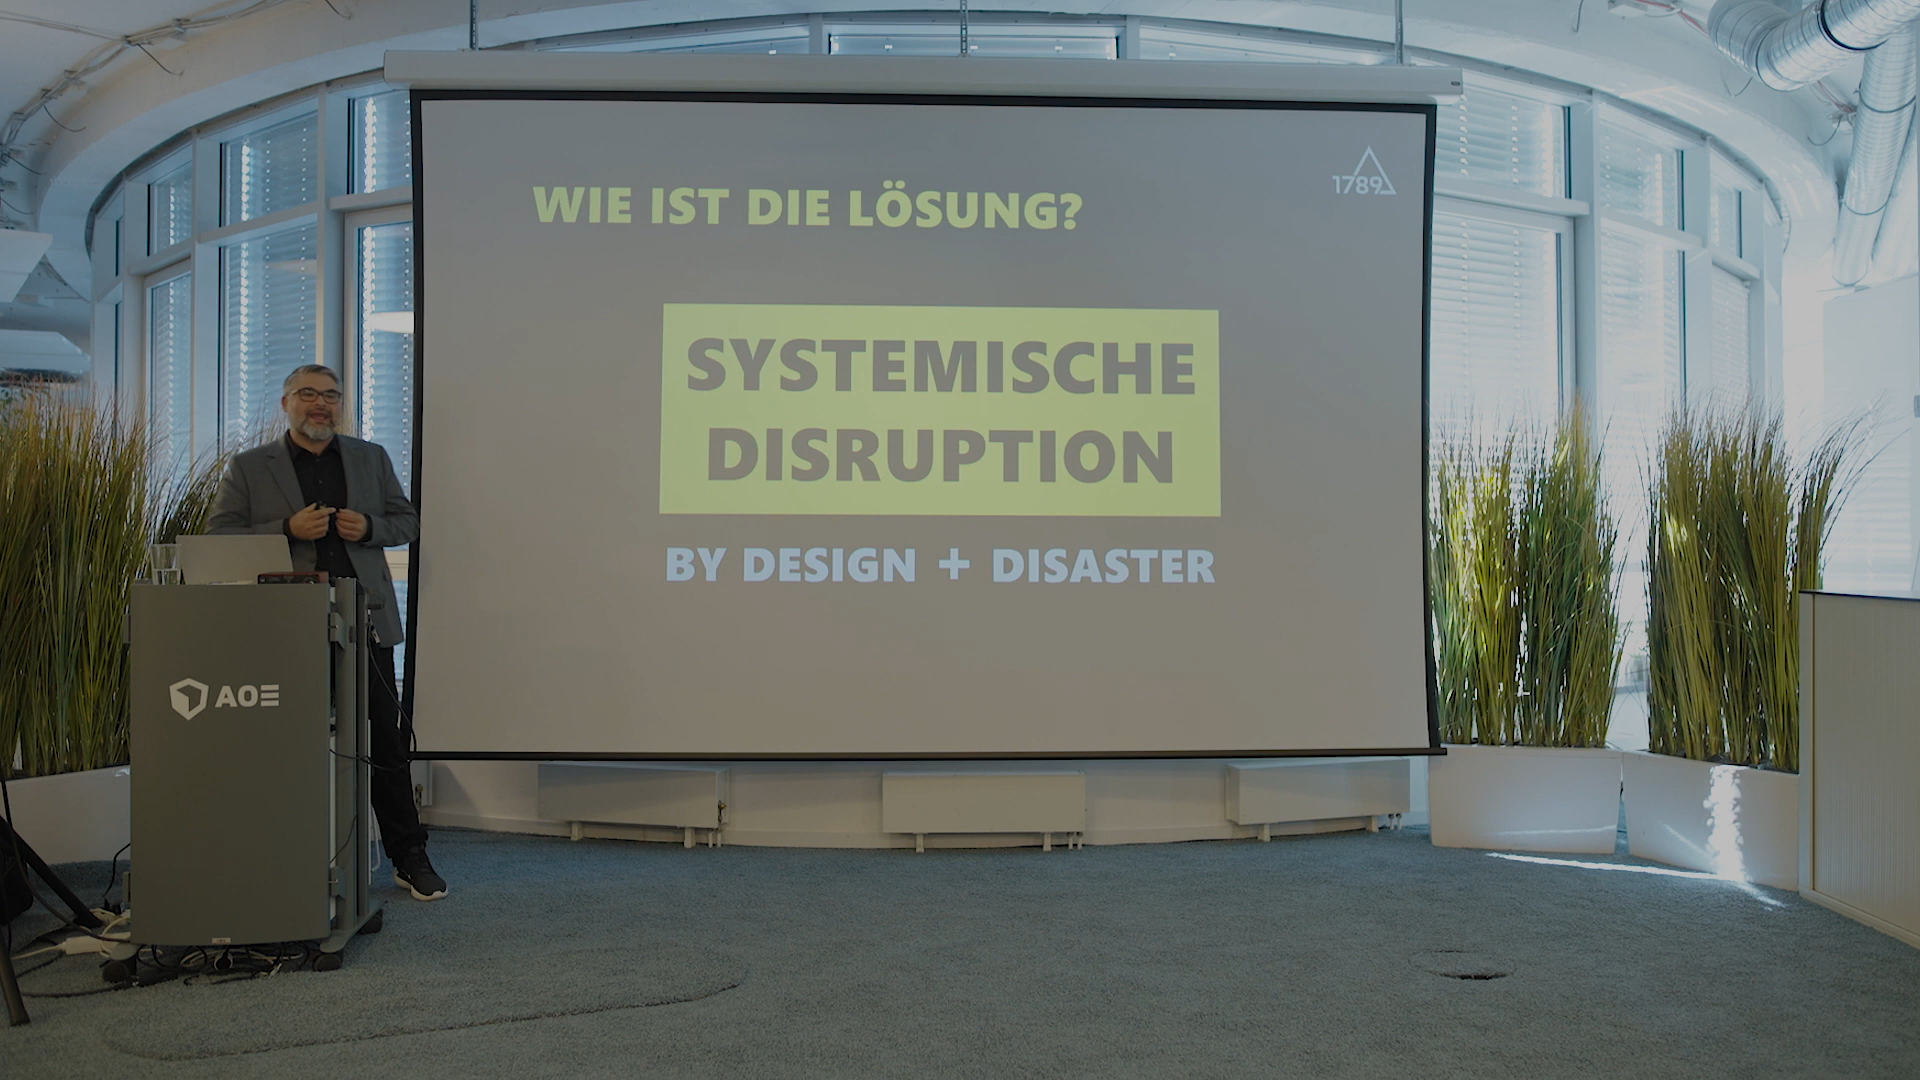 WIE IST DIE LÖSUNG?
1789
SYSTEMISCHE
DISRUPTION
BY DESIGN + DISASTER
AOE